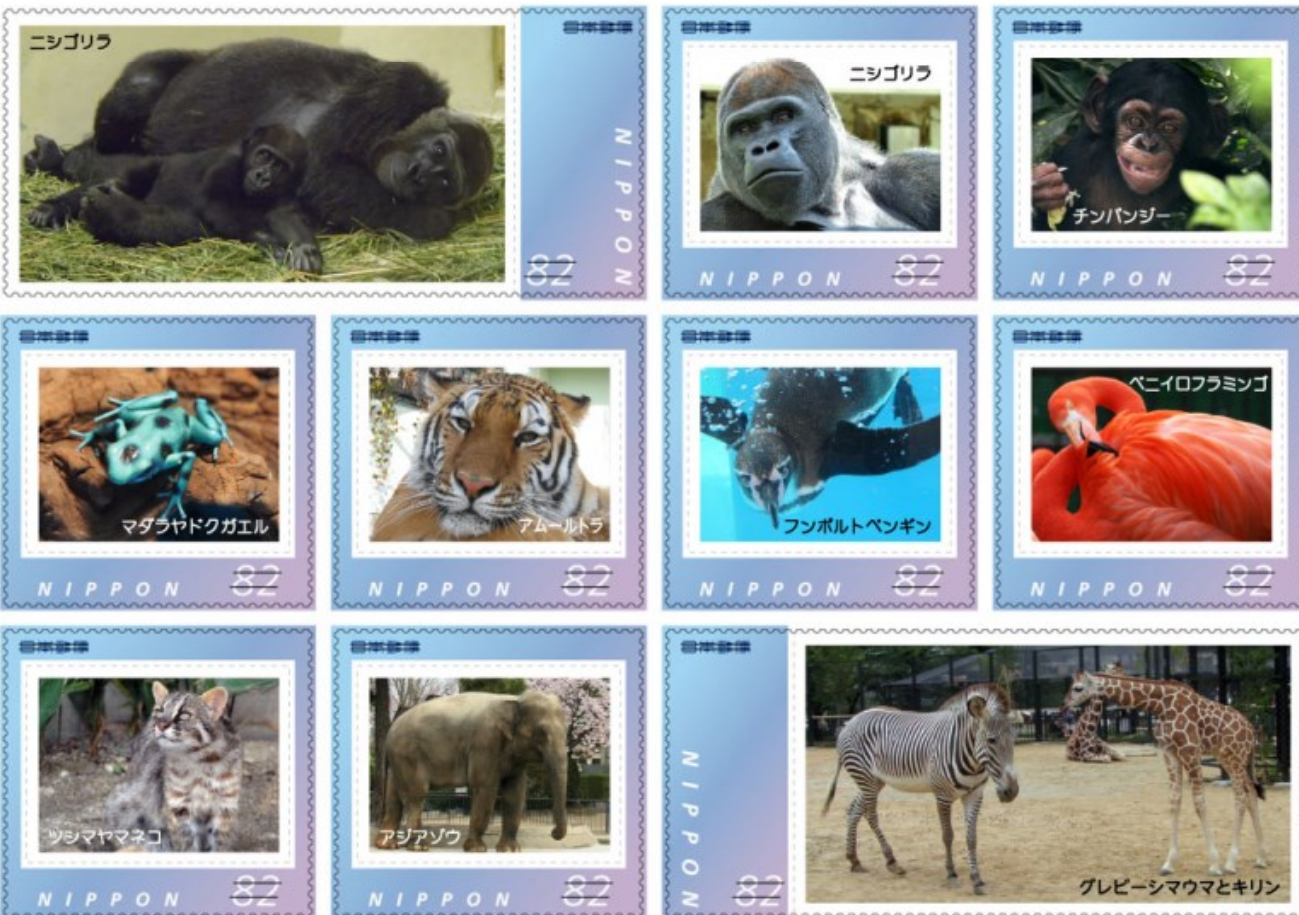 ニシゴリラ
日本郵便
NIPPON
82
日本郵便
ニシゴリラ
NIPPON
82
日本郵便
チンパンジー
NIPPON
82
日本郵便
マダラヤドクガエル
NIPPON
82
日本郵便
アムールトラ
NIPPON
82
日本郵便
フンボルトペンギン
NIPPON
82
日本郵便
ベニイロフラミンゴ
NIPPON
82
日本郵便
ツシマヤマネコ
NIPPON
82
日本郵便
アジアゾウ
NIPPON
82
日本郵便
NIPPON
82
グレビーシマウマとキリン